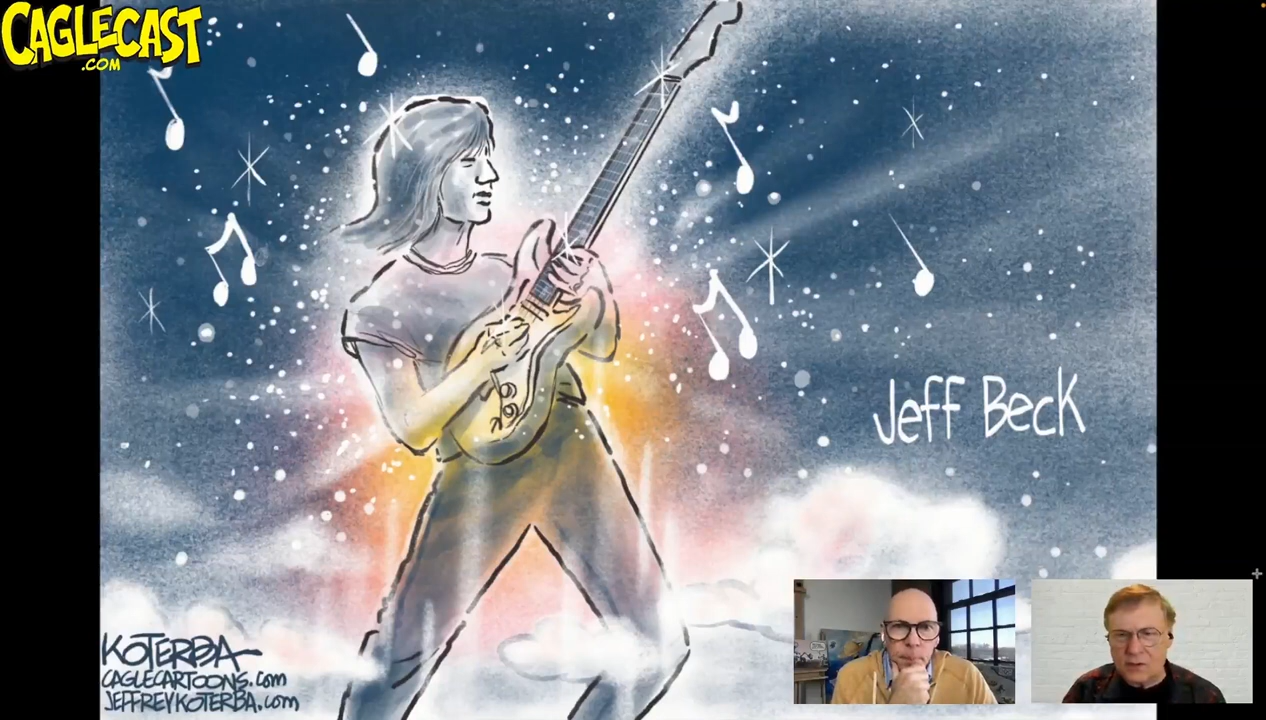 CAGLECAST
.COM
Jeff Beck
KOTERBA
CAGLECARTOONS.com
JEFFREYKOTERBA.com